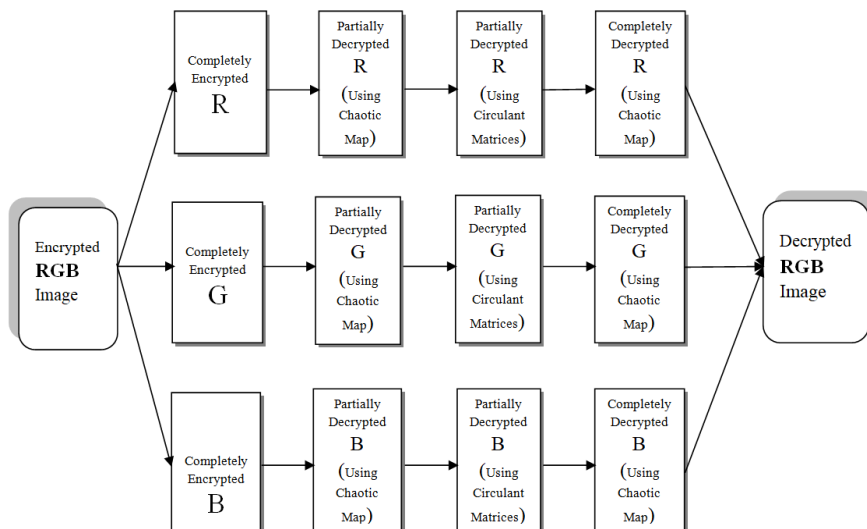 Encrypted
RGB
Image
Completely
Encrypted
R
Partially
Decrypted
R
(Using
Chaotic
Map)
Partially
Decrypted
R
(Using
Circulant
Matrices)
Completely
Decrypted
R
(Using
Chaotic
Map)
Completely
Encrypted
G
Partially
Decrypted
G
(Using
Chaotic
Map)
Partially
Decrypted
G
(Using
Circulant
Matrices)
Completely
Decrypted
G
(Using
Chaotic
Map)
Completely
Encrypted
B
Partially
Decrypted
B
(Using
Chaotic
Map)
Partially
Decrypted
B
(Using
Circulant
Matrices)
Completely
Decrypted
B
(Using
Chaotic
Map)
Decrypted
RGB
Image